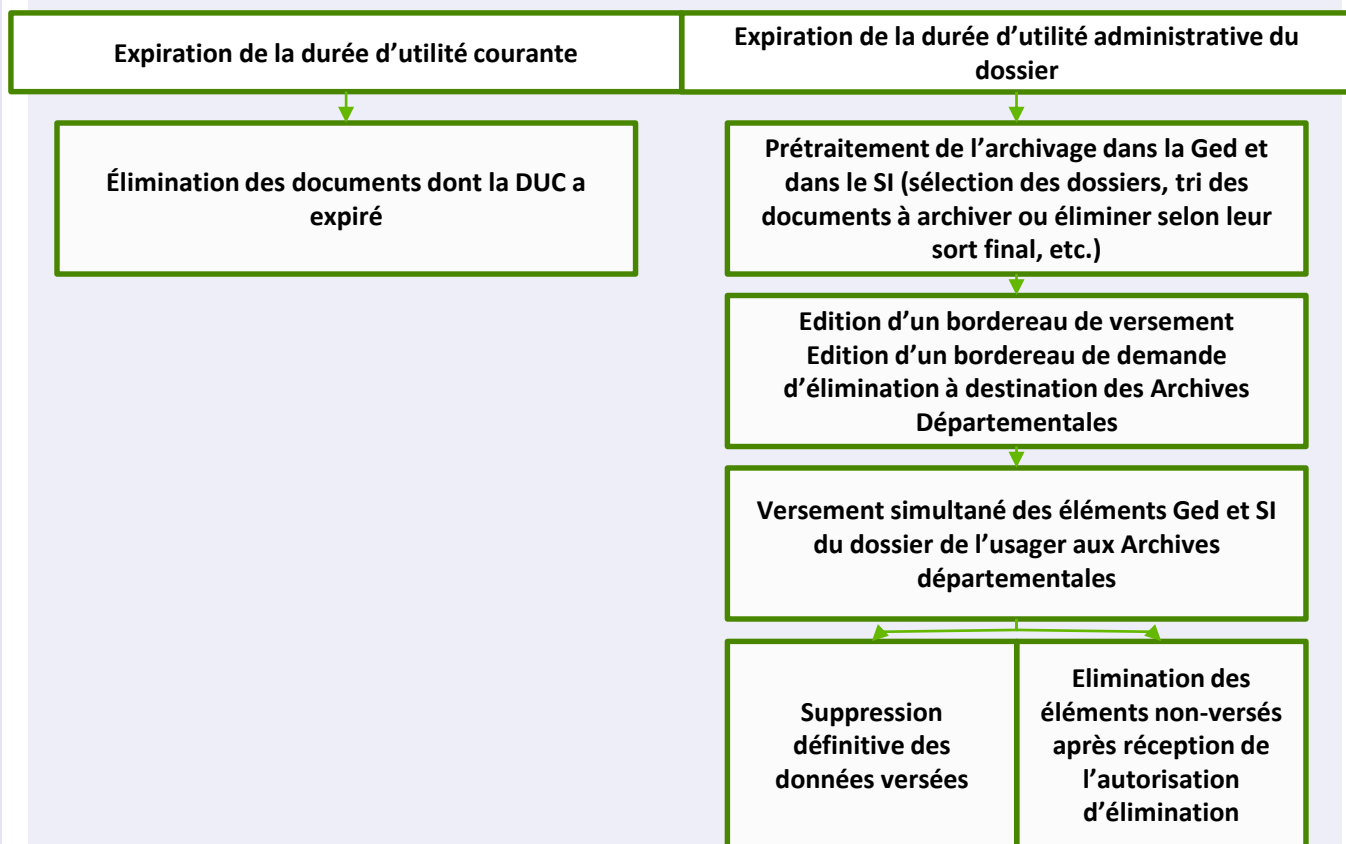 Expiration de la durée d’utilité courante
Expiration de la durée d’utilité administrative du
dossier
Élimination des documents dont la DUC a
expiré
Prétraitement de l’archivage dans la Ged et
dans le SI (sélection des dossiers, tri des
documents à archiver ou éliminer selon leur
sort final, etc.)
Edition d’un bordereau de versement
Edition d’un bordereau de demande
d’élimination à destination des Archives
Départementales
Versement simultané des éléments Ged et SI
du dossier de l’usager aux Archives
départementales
Suppression
définitive des
données versées
Elimination des
éléments non-versés
après réception de
l’autorisation
d’élimination